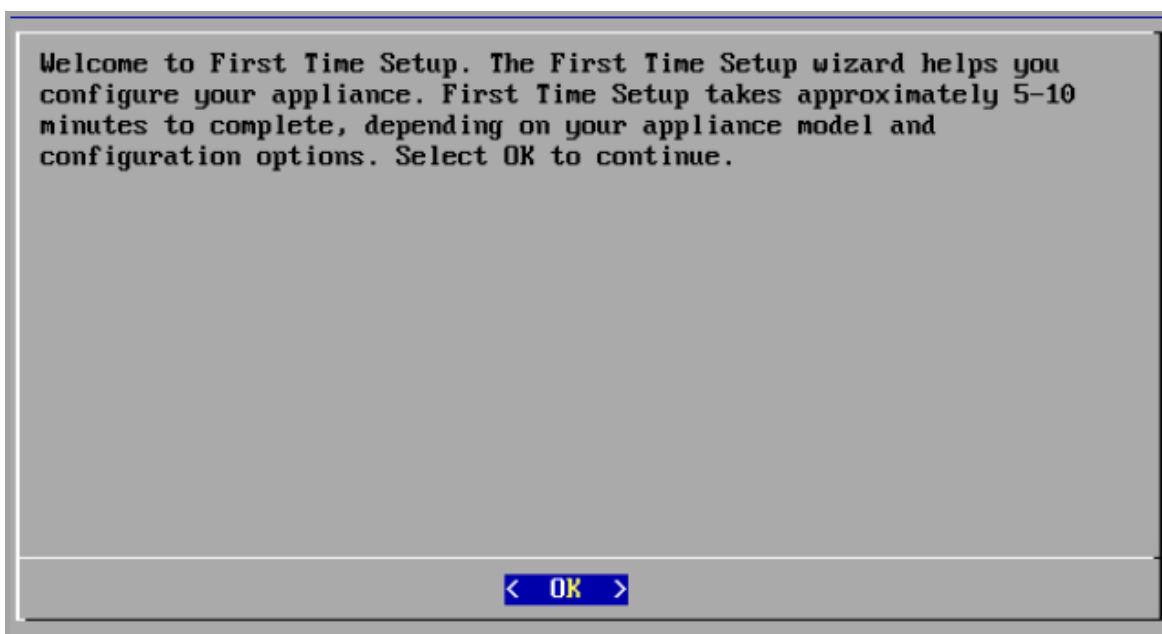 Welcome to First Time Setup. The First Time Setup wizard helps you
configure your appliance. First Time Setup takes approximately 5-10
minutes to complete, depending on your appliance model and
configuration options. Select OK to continue.
< OK >